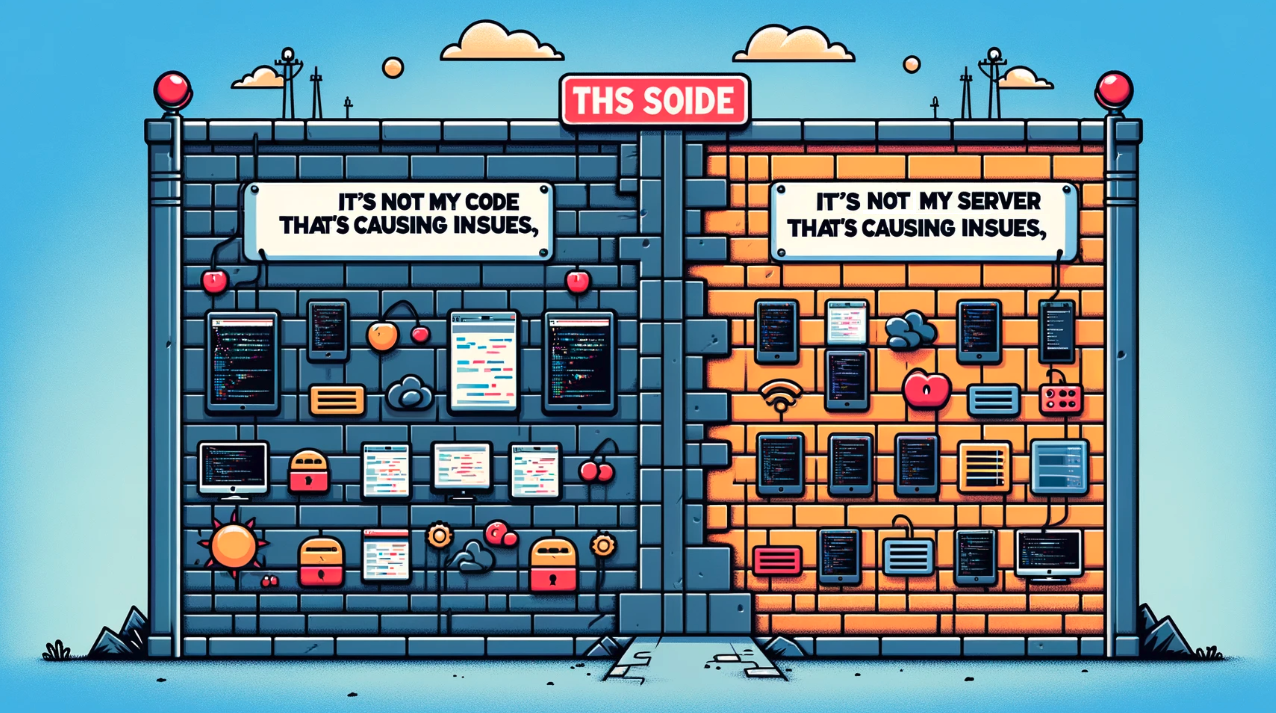 THS SOIDE
IT'S NOT MY CODE
THAT'S CAUSING INSUES,
IT'S NOT MY SERVER
THAT'S CAUSING INSUES,